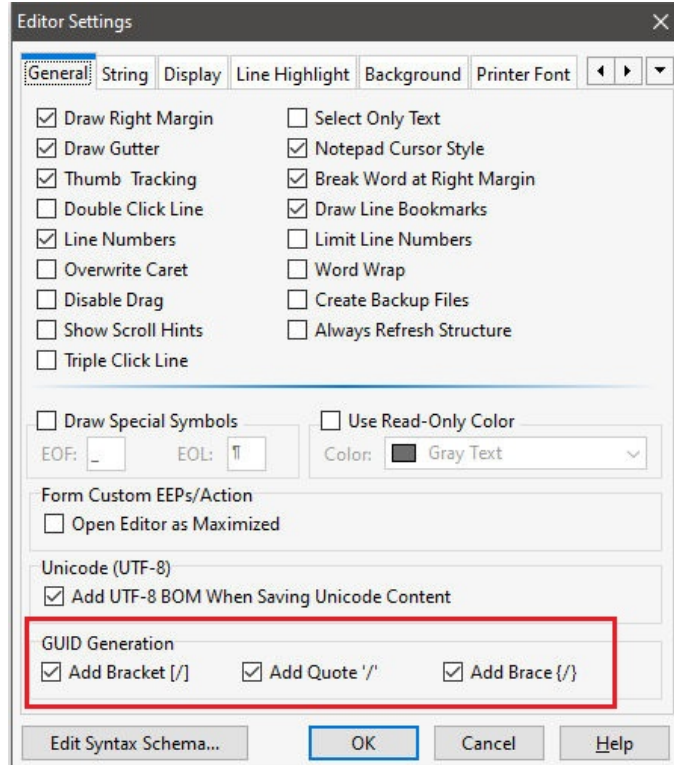 Editor Settings
General String Display Line Highlight Background Printer Font
Draw Right Margin Select Only Text
Draw Gutter Notepad Cursor Style
Thumb Tracking Break Word at Right Margin
Double Click Line Draw Line Bookmarks
Line Numbers Limit Line Numbers
Overwrite Caret Word Wrap
Disable Drag Create Backup Files
Show Scroll Hints Always Refresh Structure
Triple Click Line
Draw Special Symbols Use Read-Only Color
EOF: _ EOL: ¶ Color: Gray Text
Form Custom EEPs/Action
Open Editor as Maximized
Unicode (UTF-8)
Add UTF-8 BOM When Saving Unicode Content
GUID Generation
Add Bracket [/] Add Quote '/' Add Brace {/}
Edit Syntax Schema... OK Cancel Help